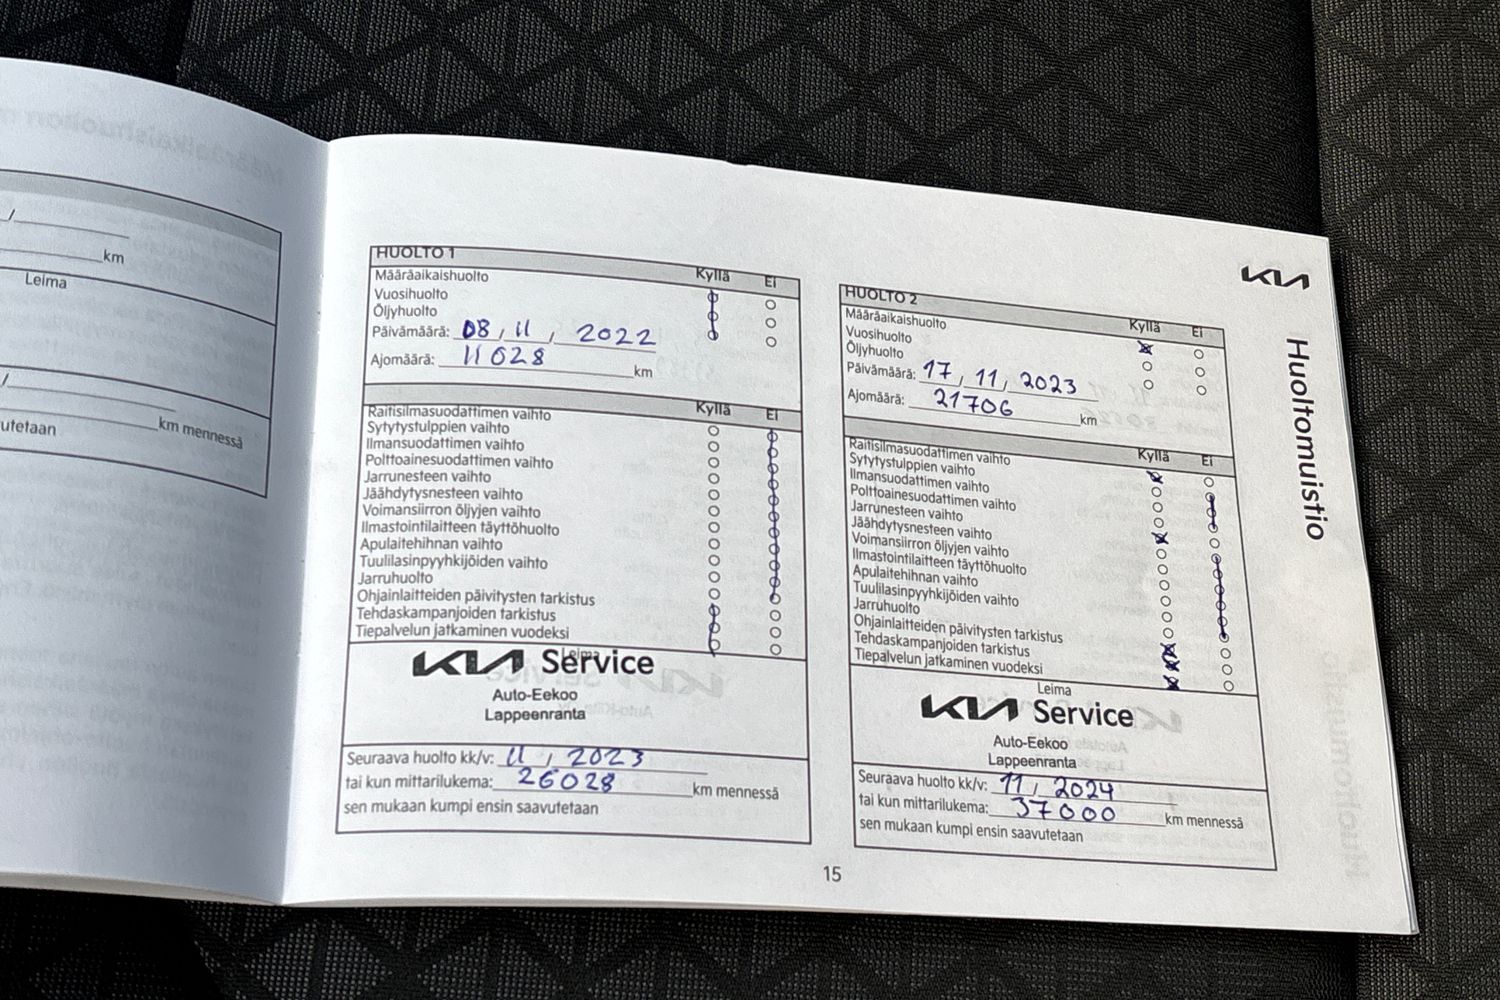 km
Leima
km mennessä
utetaan
KIA
Huoltomuistio
HUOLTO 1
Kyllä Ei
Määräaikaishuolto
Vuosihuolto
Öljyhuolto
Päivämäärä: 08 / 11 / 2022
Ajomäärä: 11028 km
Kyllä Ei
Raitisilmasuodattimen vaihto
Sytytystulppien vaihto
Ilmansuodattimen vaihto
Polttoainesuodattimen vaihto
Jarrunesteen vaihto
Jäähdytysnesteen vaihto
Voimansiirron öljyjen vaihto
Ilmastointilaitteen täyttöhuolto
Apulaitehihnan vaihto
Tuulilasinpyyhkijöiden vaihto
Jarruhuolto
Ohjainlaitteiden päivitysten tarkistus
Tehdaskampanjoiden tarkistus
Tiepalvelun jatkaminen vuodeksi
Leima
KIA Service
Auto-Eekoo
Lappeenranta
Seuraava huolto kk/v: 11 / 2023
tai kun mittarilukema: 26028 km mennessä
sen mukaan kumpi ensin saavutetaan
HUOLTO 2
Kyllä Ei
Määräaikaishuolto
Vuosihuolto
Öljyhuolto
Päivämäärä: 17 / 11 / 2023
Ajomäärä: 21706 km
Kyllä Ei
Raitisilmasuodattimen vaihto
Sytytystulppien vaihto
Ilmansuodattimen vaihto
Polttoainesuodattimen vaihto
Jarrunesteen vaihto
Jäähdytysnesteen vaihto
Voimansiirron öljyjen vaihto
Ilmastointilaitteen täyttöhuolto
Apulaitehihnan vaihto
Tuulilasinpyyhkijöiden vaihto
Jarruhuolto
Ohjainlaitteiden päivitysten tarkistus
Tehdaskampanjoiden tarkistus
Tiepalvelun jatkaminen vuodeksi
Leima
KIA Service
Auto-Eekoo
Lappeenranta
Seuraava huolto kk/v: 11 / 2024
tai kun mittarilukema: 37000 km mennessä
sen mukaan kumpi ensin saavutetaan
15